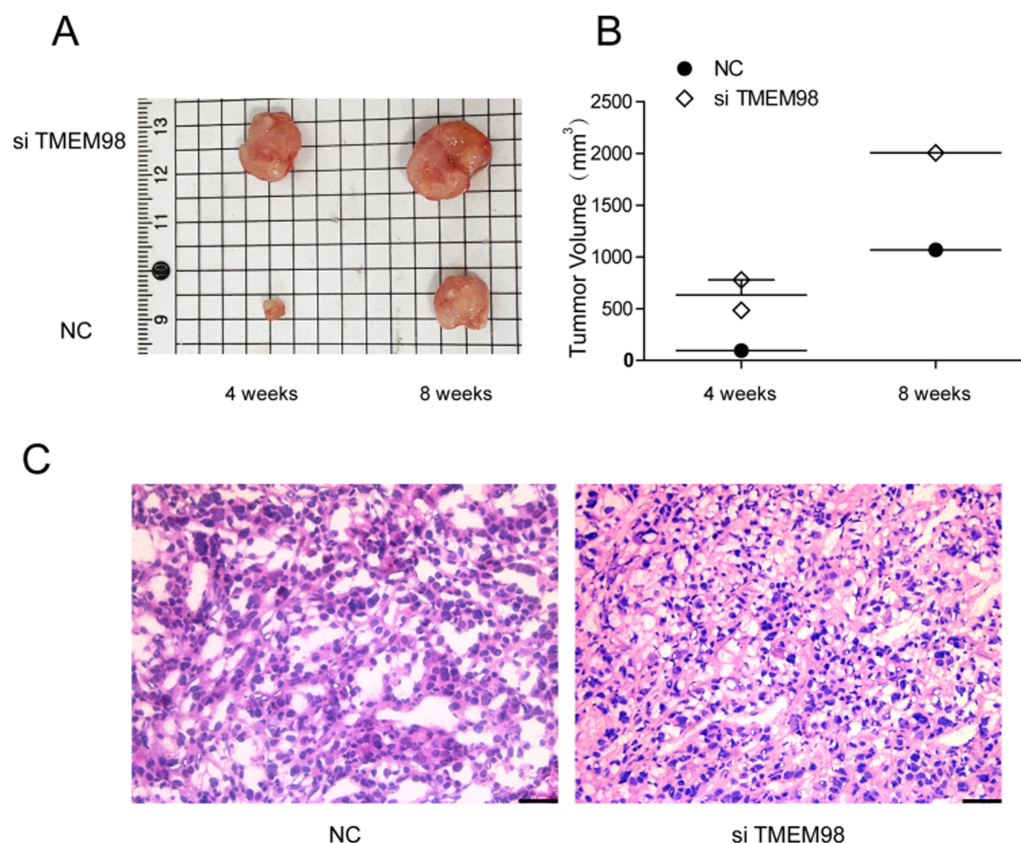 A
si TMEM98
NC
13
12
11
10
9
4 weeks
8 weeks
B
NC
si TMEM98
Tummor Volume (mm³)
2500
2000
1500
1000
500
0
4 weeks
8 weeks
C
NC
si TMEM98